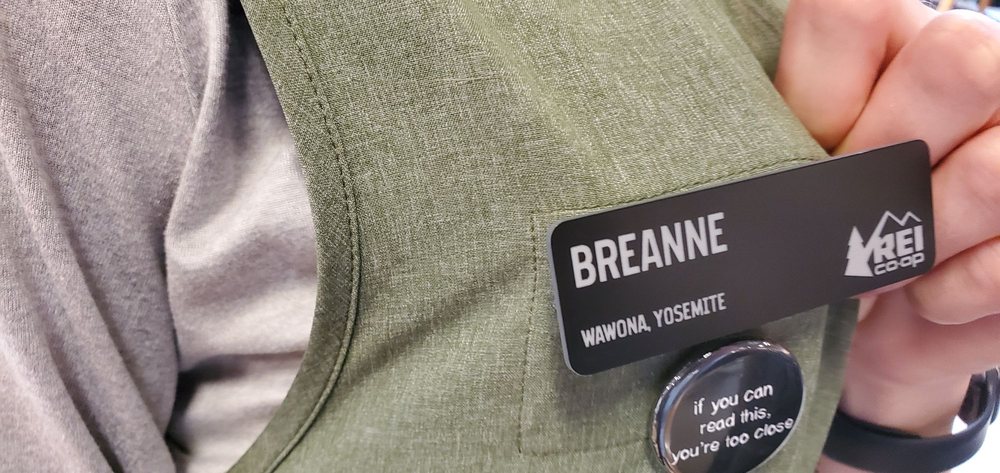 BREANNE
REI
co·op
WAWONA, YOSEMITE
if you can
read this,
you're too close